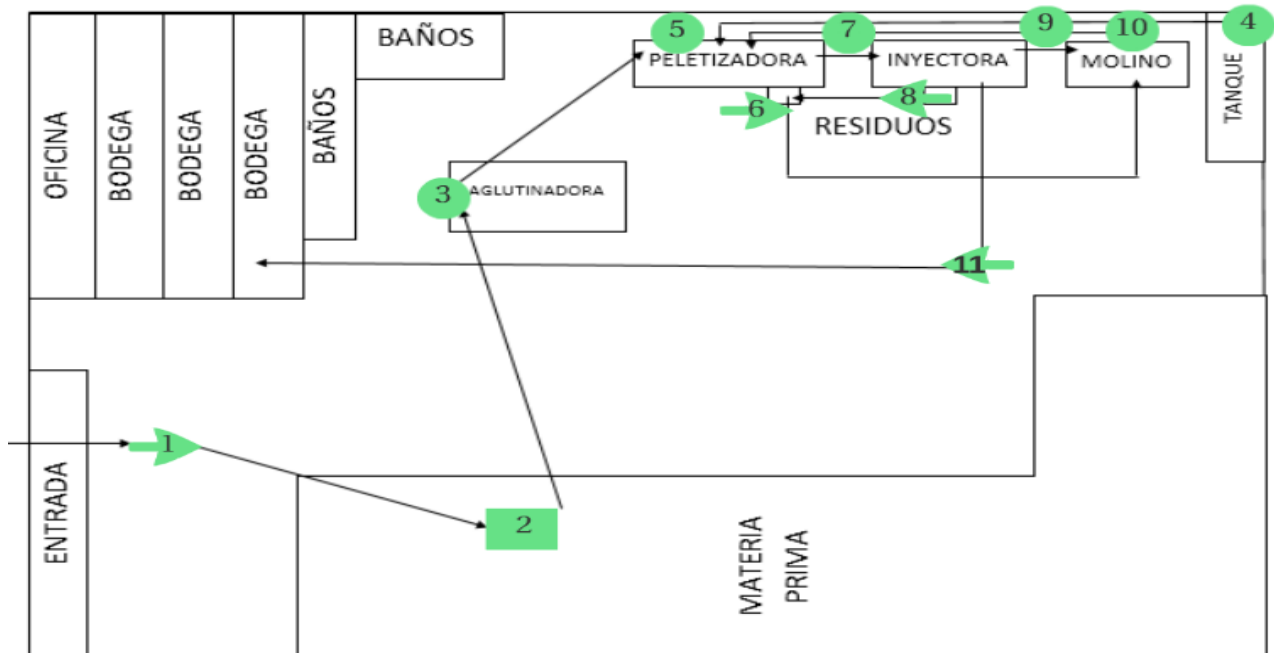 OFICINA
BODEGA
BODEGA
BODEGA
BAÑOS
BAÑOS
5
7
9
10
4
PELETIZADORA
INYECTORA
MOLINO
TANQUE
6
8
RESIDUOS
3
AGLUTINADORA
11
1
ENTRADA
2
MATERIA
PRIMA